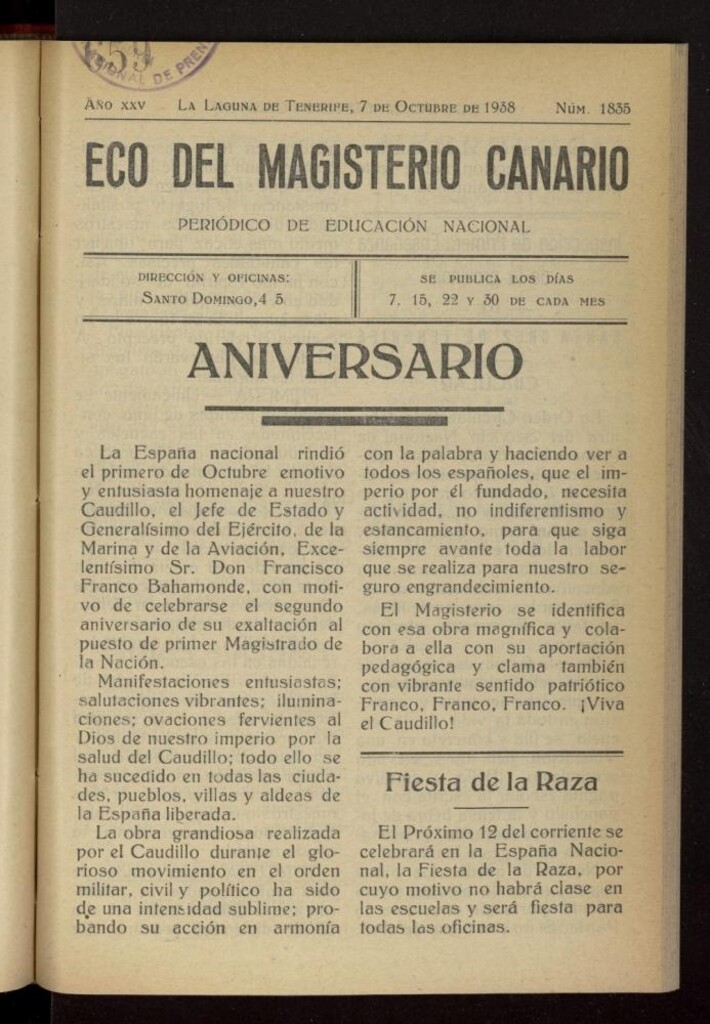 659
DE PREN
AÑO XXV LA LAGUNA DE TENERIFE, 7 DE OCTUBRE DE 1938 NÚM. 1835
ECO DEL MAGISTERIO CANARIO
PERIÓDICO DE EDUCACIÓN NACIONAL
DIRECCIÓN Y OFICINAS:
SANTO DOMINGO, 4 5
SE PUBLICA LOS DÍAS
7. 15, 22 Y 30 DE CADA MES
ANIVERSARIO
La España nacional rindió
el primero de Octubre emotivo
y entusiasta homenaje a nuestro
Caudillo, el Jefe de Estado y
Generalísimo del Ejército, de la
Marina y de la Aviación, Exce-
lentísimo Sr. Don Francisco
Franco Bahamonde, con moti-
vo de celebrarse el segundo
aniversario de su exaltación al
puesto de primer Magistrado de
la Nación.
Manifestaciones entusiastas;
salutaciones vibrantes; ilumina-
ciones; ovaciones fervientes al
Dios de nuestro imperio por la
salud del Caudillo; todo ello se
ha sucedido en todas las ciuda-
des, pueblos, villas y aldeas de
la España liberada.
La obra grandiosa realizada
por el Caudillo durante el glo-
rioso movimiento en el orden
militar, civil y político ha sido
de una intensidad sublime; pro-
bando su acción en armonía
con la palabra y haciendo ver a
todos los españoles, que el im-
perio por él fundado, necesita
actividad, no indiferentismo y
estancamiento, para que siga
siempre avante toda la labor
que se realiza para nuestro se-
guro engrandecimiento.
El Magisterio se identifica
con esa obra magnífica y cola-
bora a ella con su aportación
pedagógica y clama también
con vibrante sentido patriótico
Franco, Franco, Franco. ¡Viva
el Caudillo!
Fiesta de la Raza
El Próximo 12 del corriente se
celebrará en la España Nacio-
nal, la Fiesta de la Raza, por
cuyo motivo no habrá clase en
las escuelas y será fiesta para
todas las oficinas.